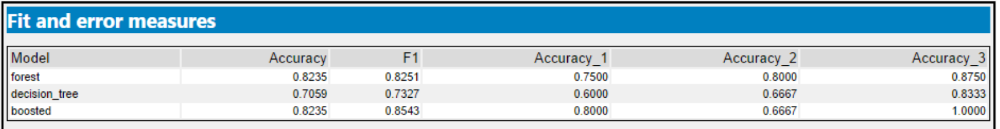 Fit and error measures
Model Accuracy F1 Accuracy_1 Accuracy_2 Accuracy_3
forest 0.8235 0.8251 0.7500 0.8000 0.8750
decision_tree 0.7059 0.7327 0.6000 0.6667 0.8333
boosted 0.8235 0.8543 0.8000 0.6667 1.0000